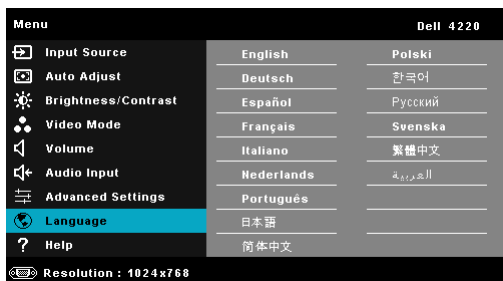 Menu
Dell 4220
Input Source
Auto Adjust
Brightness/Contrast
Video Mode
Volume
Audio Input
Advanced Settings
Language
Help
English
Deutsch
Español
Français
Italiano
Nederlands
Português
日本語
简体中文
Polski
한국어
Русский
Svenska
繁體中文
العربية
Resolution : 1024x768